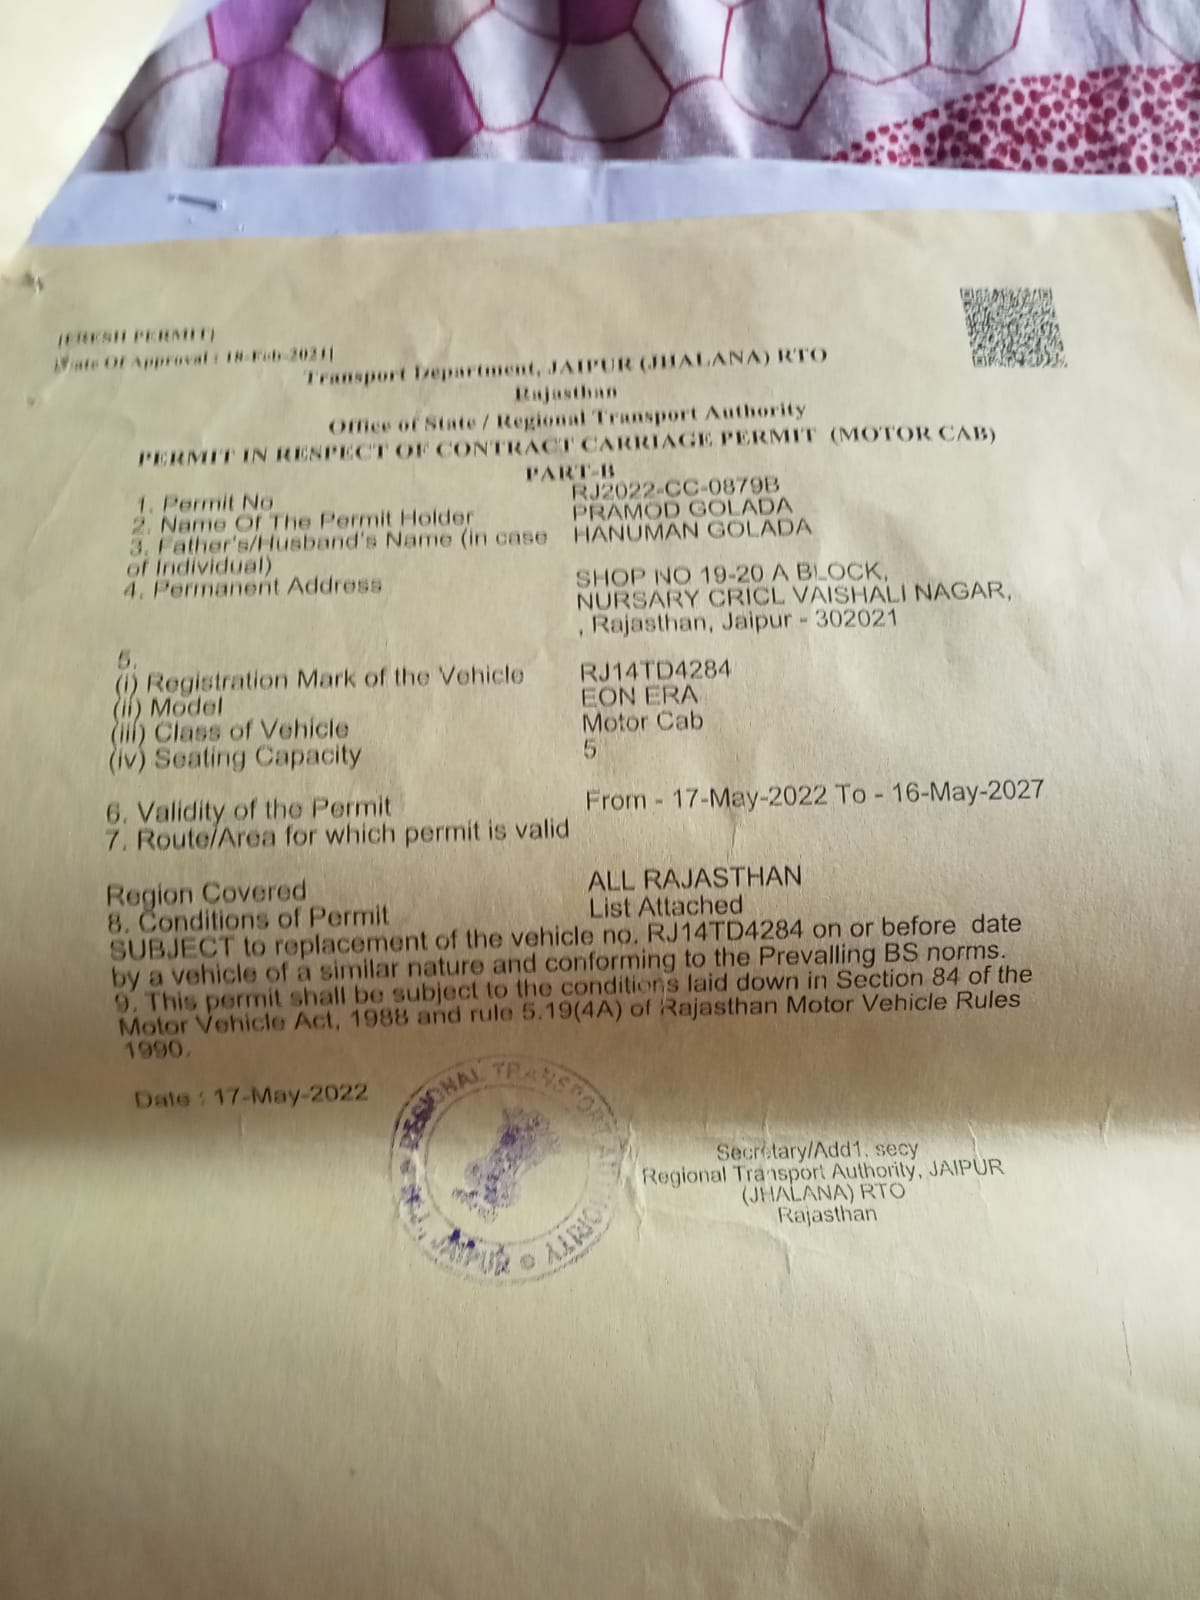 [FRESH PERMIT]
[Date Of Approval : 18-Feb-2021]
Transport Department, JAIPUR (JHALANA) RTO
Rajasthan
Office of State / Regional Transport Authority
PERMIT IN RESPECT OF CONTRACT CARRIAGE PERMIT (MOTOR CAB)
PART-B
1. Permit No RJ2022-CC-0879B
2. Name Of The Permit Holder PRAMOD GOLADA
3. Father's/Husband's Name (in case HANUMAN GOLADA
of Individual)
4. Permanent Address SHOP NO 19-20 A BLOCK,
NURSARY CRICL VAISHALI NAGAR,
, Rajasthan, Jaipur - 302021
5.
(i) Registration Mark of the Vehicle RJ14TD4284
(ii) Model EON ERA
(iii) Class of Vehicle Motor Cab
(iv) Seating Capacity 5
6. Validity of the Permit From - 17-May-2022 To - 16-May-2027
7. Route/Area for which permit is valid
Region Covered ALL RAJASTHAN
8. Conditions of Permit List Attached
SUBJECT to replacement of the vehicle no. RJ14TD4284 on or before date
by a vehicle of a similar nature and conforming to the Prevailing BS norms.
9. This permit shall be subject to the conditions laid down in Section 84 of the
Motor Vehicle Act, 1988 and rule 5.19(4A) of Rajasthan Motor Vehicle Rules
1990.
Date : 17-May-2022
REGIONAL TRANSPORT AUTHORITY
JAIPUR
Secretary/Add1. secy
Regional Transport Authority, JAIPUR
(JHALANA) RTO
Rajasthan